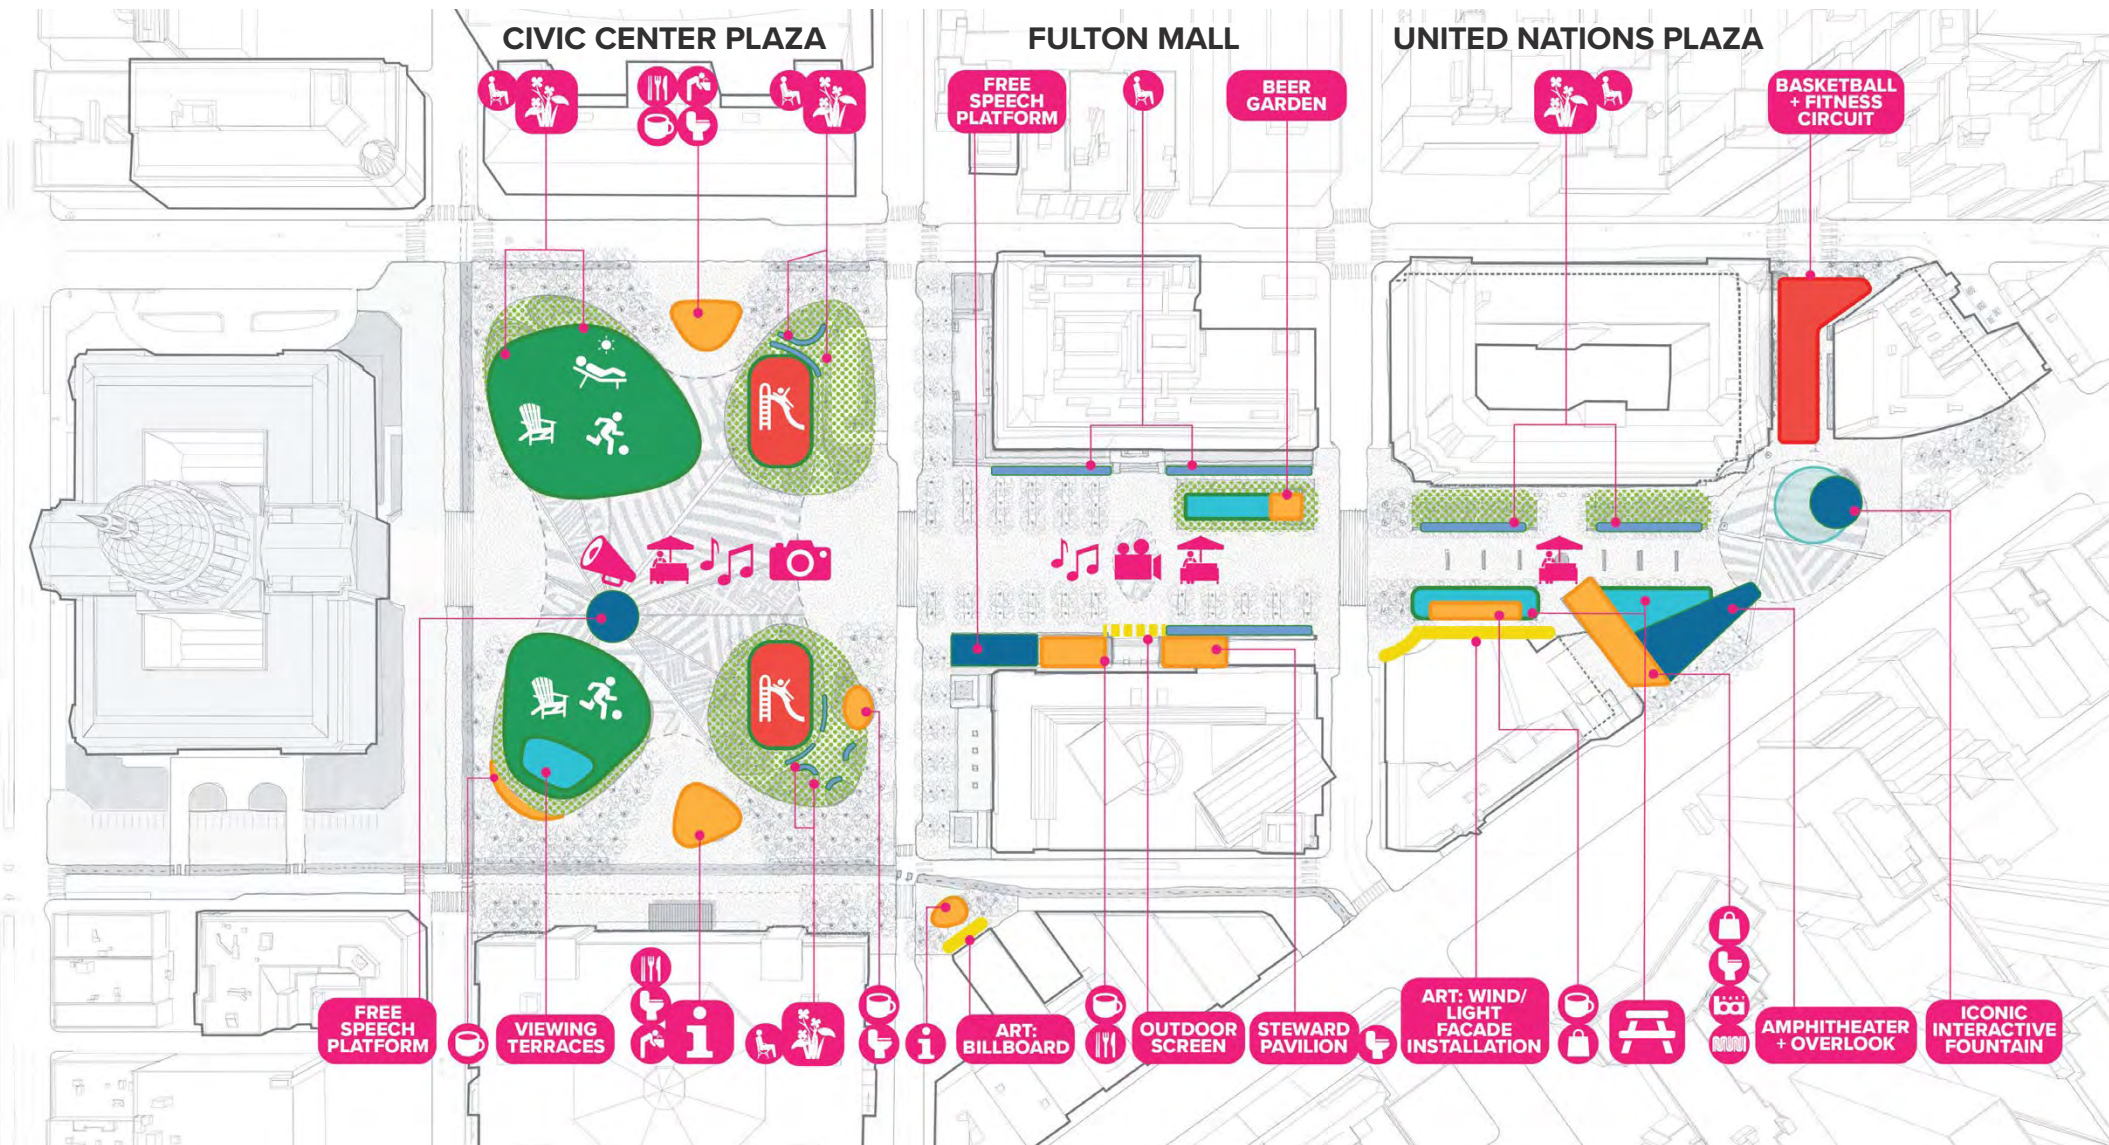 CIVIC CENTER PLAZA
FULTON MALL
UNITED NATIONS PLAZA
FREE
SPEECH
PLATFORM
BEER
GARDEN
BASKETBALL
+ FITNESS
CIRCUIT
FREE
SPEECH
PLATFORM
VIEWING
TERRACES
i
i
ART:
BILLBOARD
OUTDOOR
SCREEN
STEWARD
PAVILION
ART: WIND/
LIGHT
FACADE
INSTALLATION
AMPHITHEATER
+ OVERLOOK
ICONIC
INTERACTIVE
FOUNTAIN